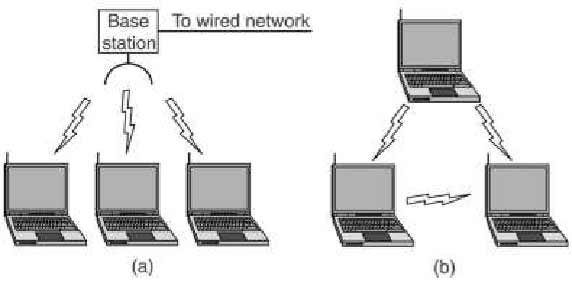 Base
station
To wired network
(a)
(b)